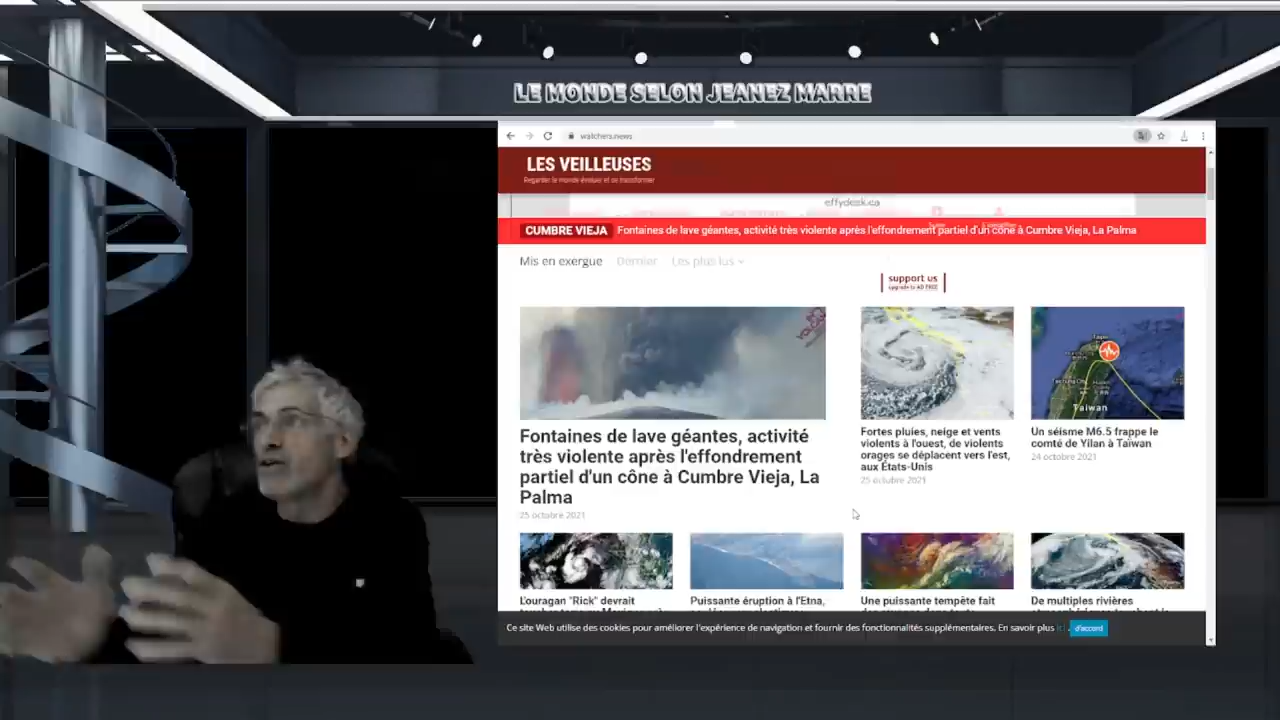 LE MONDE SELON JEANEZ MARRE
watchers.news
LES VEILLEUSES
Regarder le monde évoluer et se transformer
effydesk.ca
CUMBRE VIEJA Fontaines de lave géantes, activité très violente après l'effondrement partiel d'un cône à Cumbre Vieja, La Palma
Mis en exergue Dernier Les plus lus
support us
upgrade to AD FREE
Fontaines de lave géantes, activité
très violente après l'effondrement
partiel d'un cône à Cumbre Vieja, La
Palma
25 octobre 2021
Fortes pluies, neige et vents
violents à l'ouest, de violents
orages se déplacent vers l'est,
aux États-Unis
25 octobre 2021
Taipei
Taiwan
Un séisme M6.5 frappe le
comté de Yilan à Taïwan
24 octobre 2021
L'ouragan "Rick" devrait
Puissante éruption à l'Etna,
Une puissante tempête fait
De multiples rivières
Ce site Web utilise des cookies pour améliorer l'expérience de navigation et fournir des fonctionnalités supplémentaires. En savoir plus ici . d'accord